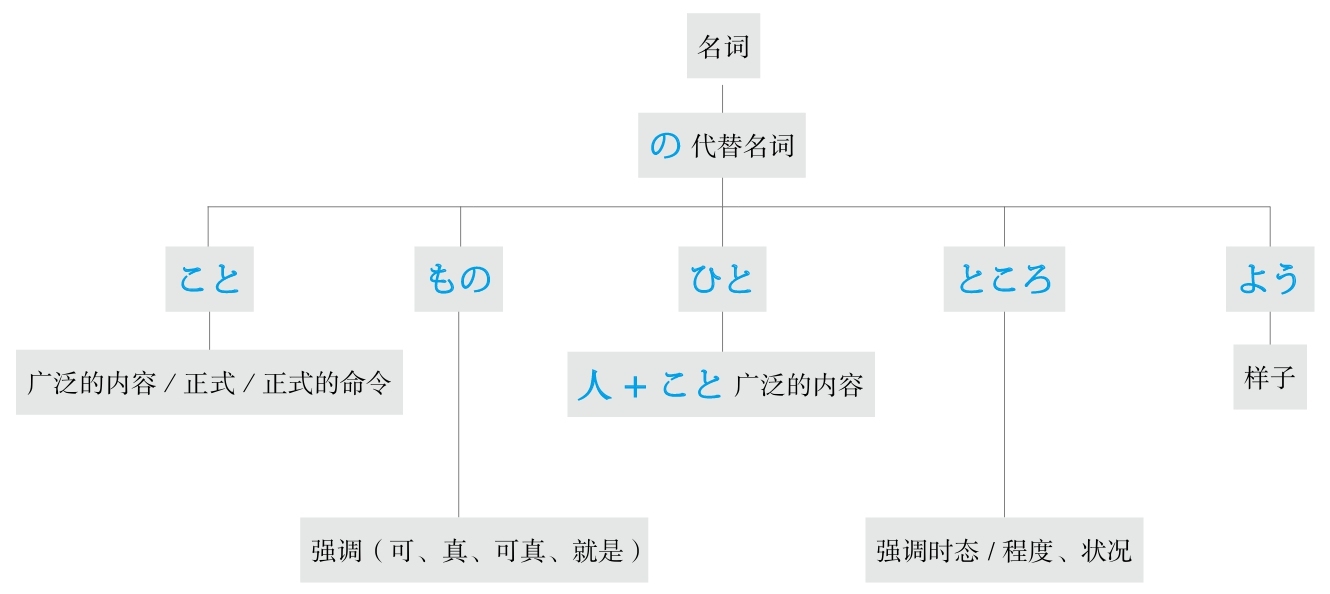 名词
の 代替名词
こと
もの
ひと
ところ
よう
广泛的内容 / 正式 / 正式的命令
人 + こと 广泛的内容
样子
强调（可、真、可真、就是）
强调时态 / 程度、状况